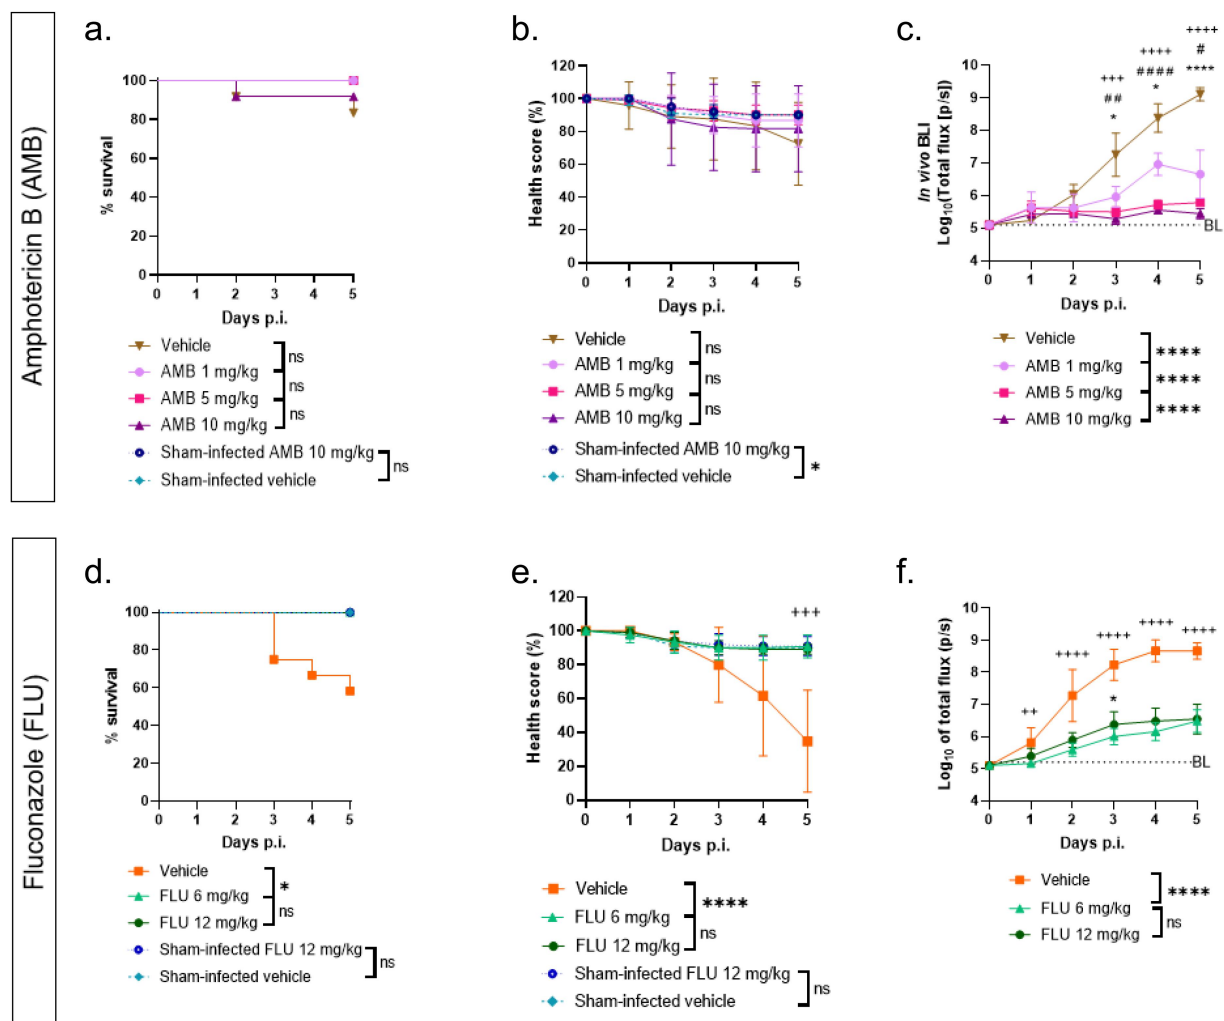 Amphotericin B (AMB)
a.
% survival
100
80
60
40
20
0
0 1 2 3 4 5
Days p.i.
Vehicle
AMB 1 mg/kg
AMB 5 mg/kg
AMB 10 mg/kg
Sham-infected AMB 10 mg/kg
Sham-infected vehicle
ns
ns
ns
ns
b.
Health score (%)
120
100
80
60
40
20
0
0 1 2 3 4 5
Days p.i.
Vehicle
AMB 1 mg/kg
AMB 5 mg/kg
AMB 10 mg/kg
Sham-infected AMB 10 mg/kg
Sham-infected vehicle
ns
ns
ns
*
c.
In vivo BLI
Log10(Total flux [p/s])
10
9
8
7
6
5
4
+++
##
*
++++
####
*
++++
#
****
BL
0 1 2 3 4 5
Days p.i.
Vehicle
AMB 1 mg/kg
AMB 5 mg/kg
AMB 10 mg/kg
****
****
****
Fluconazole (FLU)
d.
% survival
100
80
60
40
20
0
0 1 2 3 4 5
Days p.i.
Vehicle
FLU 6 mg/kg
FLU 12 mg/kg
Sham-infected FLU 12 mg/kg
Sham-infected vehicle
*
ns
ns
e.
Health score (%)
120
100
80
60
40
20
0
+++
0 1 2 3 4 5
Days p.i.
Vehicle
FLU 6 mg/kg
FLU 12 mg/kg
Sham-infected FLU 12 mg/kg
Sham-infected vehicle
****
ns
ns
f.
Log10 of total flux (p/s)
10
9
8
7
6
5
4
++
++++
++++
*
++++
++++
BL
0 1 2 3 4 5
Days p.i.
Vehicle
FLU 6 mg/kg
FLU 12 mg/kg
****
ns